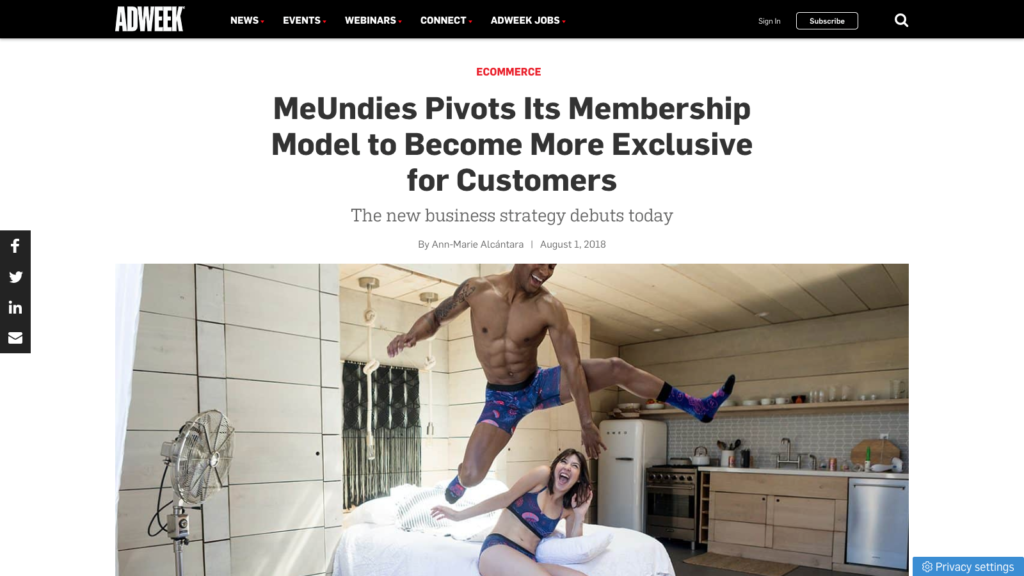 ADWEEK
NEWS EVENTS WEBINARS CONNECT ADWEEK JOBS Sign In Subscribe
ECOMMERCE
MeUndies Pivots Its Membership
Model to Become More Exclusive
for Customers
The new business strategy debuts today
By Ann-Marie Alcántara | August 1, 2018
Privacy settings